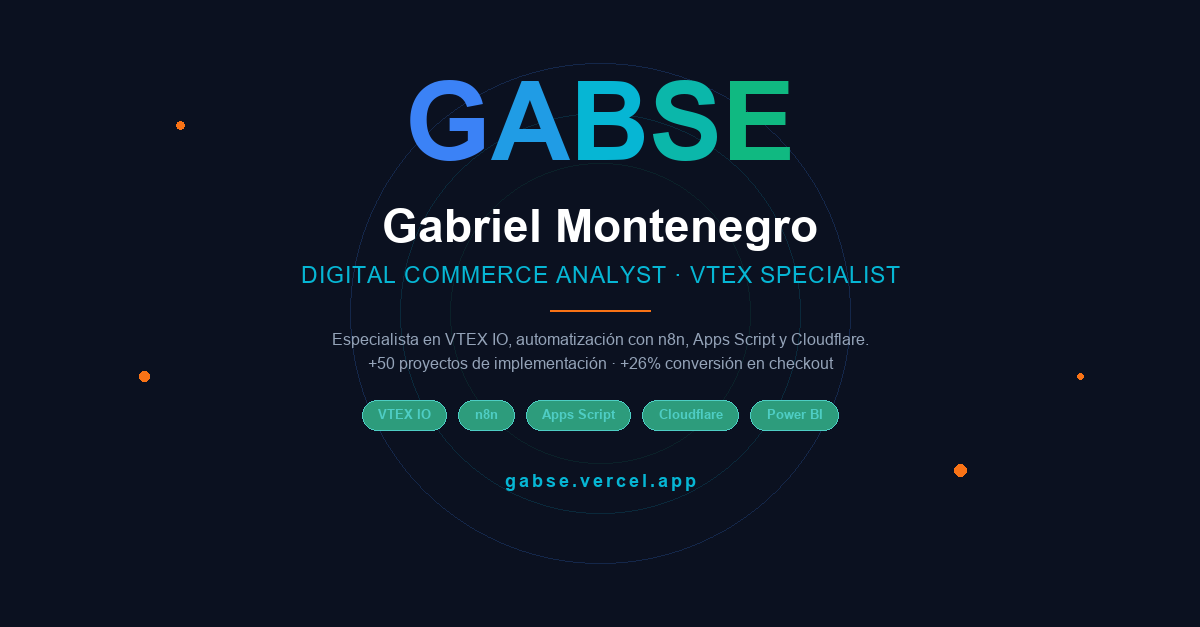 GABSE
Gabriel Montenegro
DIGITAL COMMERCE ANALYST · VTEX SPECIALIST
Especialista en VTEX IO, automatización con n8n, Apps Script y Cloudflare.
+50 proyectos de implementación · +26% conversión en checkout
VTEX IO n8n Apps Script Cloudflare Power BI
gabse.vercel.app